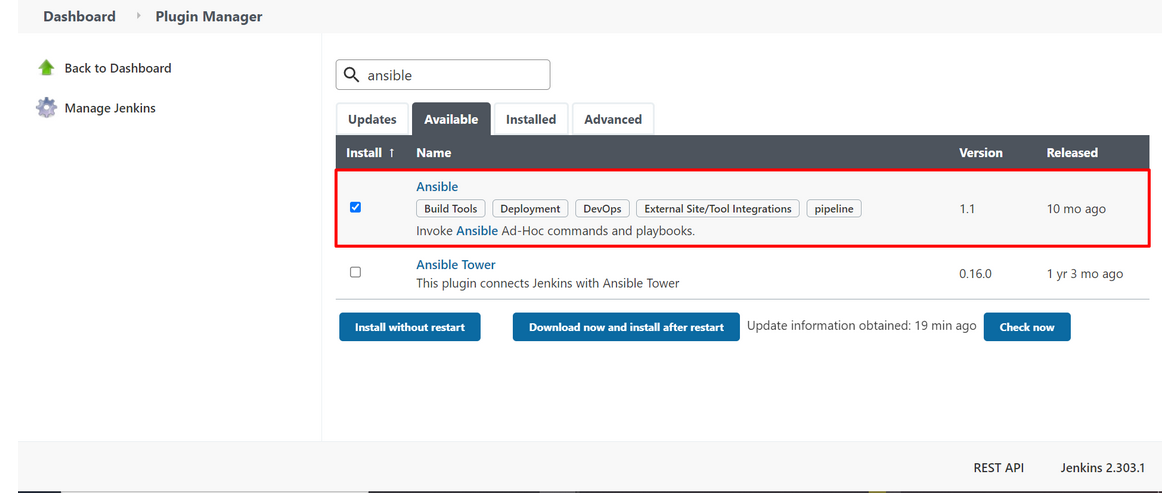 Dashboard Plugin Manager
Back to Dashboard
Manage Jenkins
ansible
Updates Available Installed Advanced
Install ↑ Name Version Released
Ansible
Build Tools Deployment DevOps External Site/Tool Integrations pipeline
Invoke Ansible Ad-Hoc commands and playbooks.
1.1 10 mo ago
Ansible Tower
This plugin connects Jenkins with Ansible Tower
0.16.0 1 yr 3 mo ago
Install without restart Download now and install after restart Update information obtained: 19 min ago Check now
REST API Jenkins 2.303.1